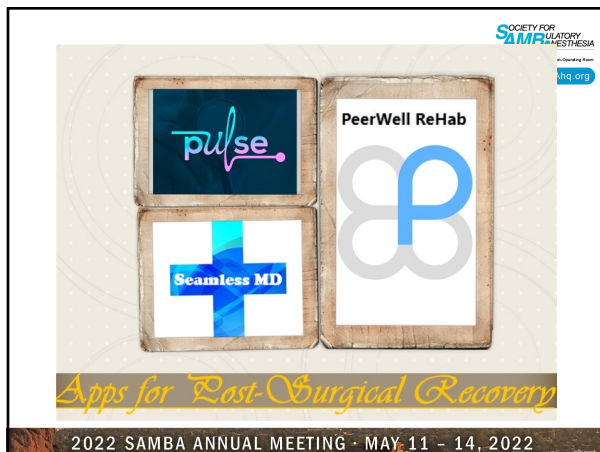 SOCIETY FOR
AMBULATORY
ANESTHESIA
Ahq.org
pulse
PeerWell ReHab
Seamless MD
Apps for Post-Surgical Recovery
2022 SAMBA ANNUAL MEETING · MAY 11 – 14, 2022